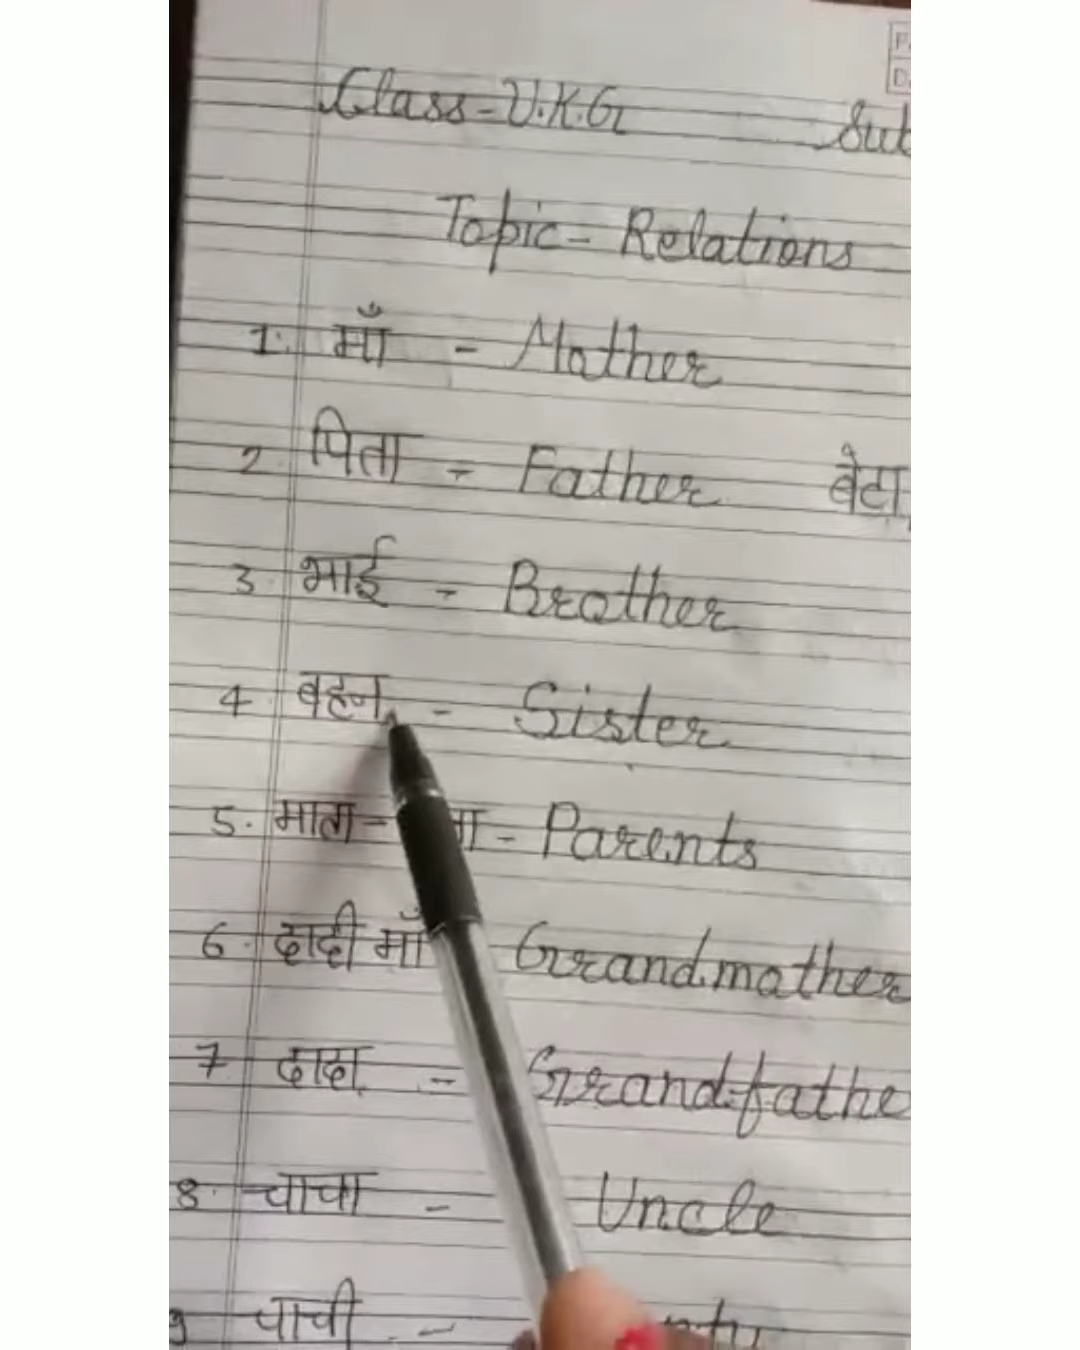 Class-U.K.G Sub
Topic - Relations
1. माँ - Mother
2 पिता - Father बेटा
3 भाई - Brother
4 बहन - Sister
5. माता - - Parents
6. दादी माँ Grandmother
7 दादा - Grandfathe
8. चाचा - Uncle
9 चाची -